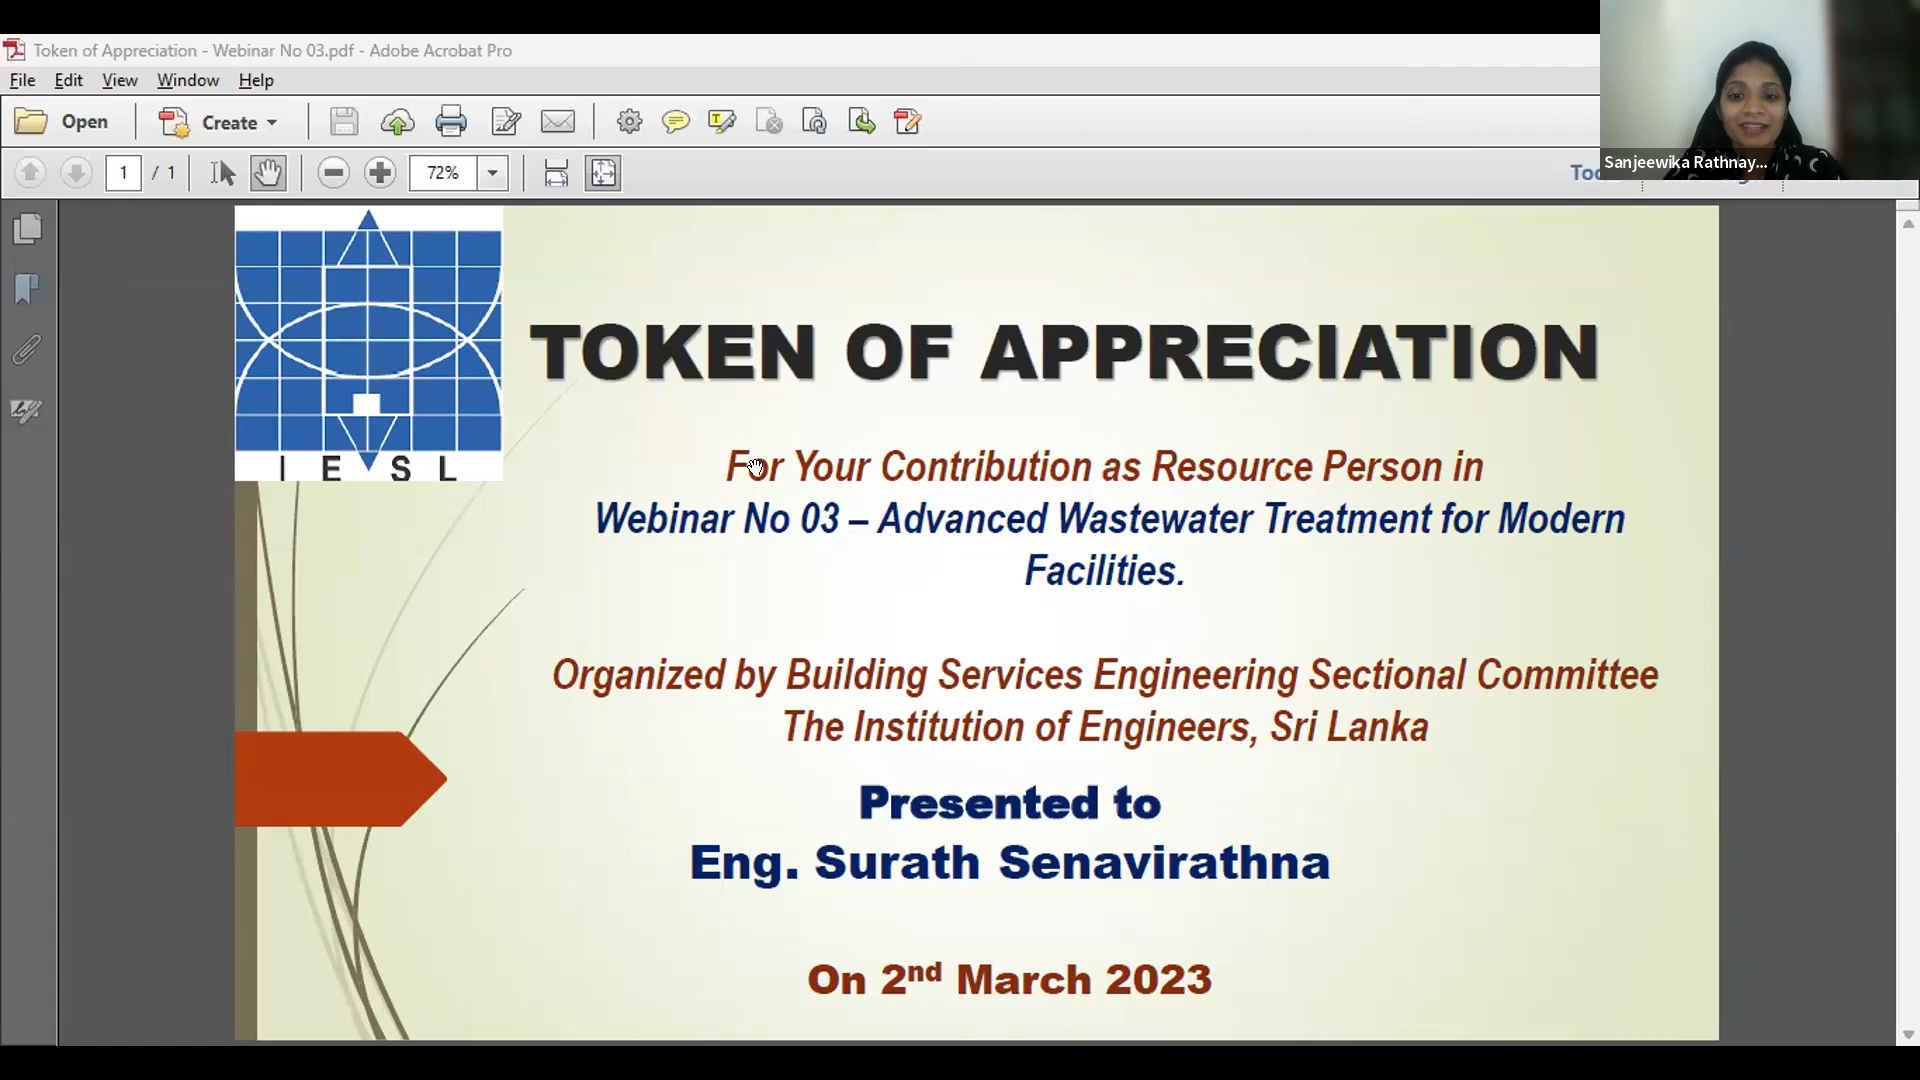 Token of Appreciation - Webinar No 03.pdf - Adobe Acrobat Pro
File Edit View Window Help
Open Create
1 / 1 72%
Sanjeewika Rathnay...
I E S L
TOKEN OF APPRECIATION
For Your Contribution as Resource Person in
Webinar No 03 – Advanced Wastewater Treatment for Modern
Facilities.
Organized by Building Services Engineering Sectional Committee
The Institution of Engineers, Sri Lanka
Presented to
Eng. Surath Senavirathna
On 2nd March 2023